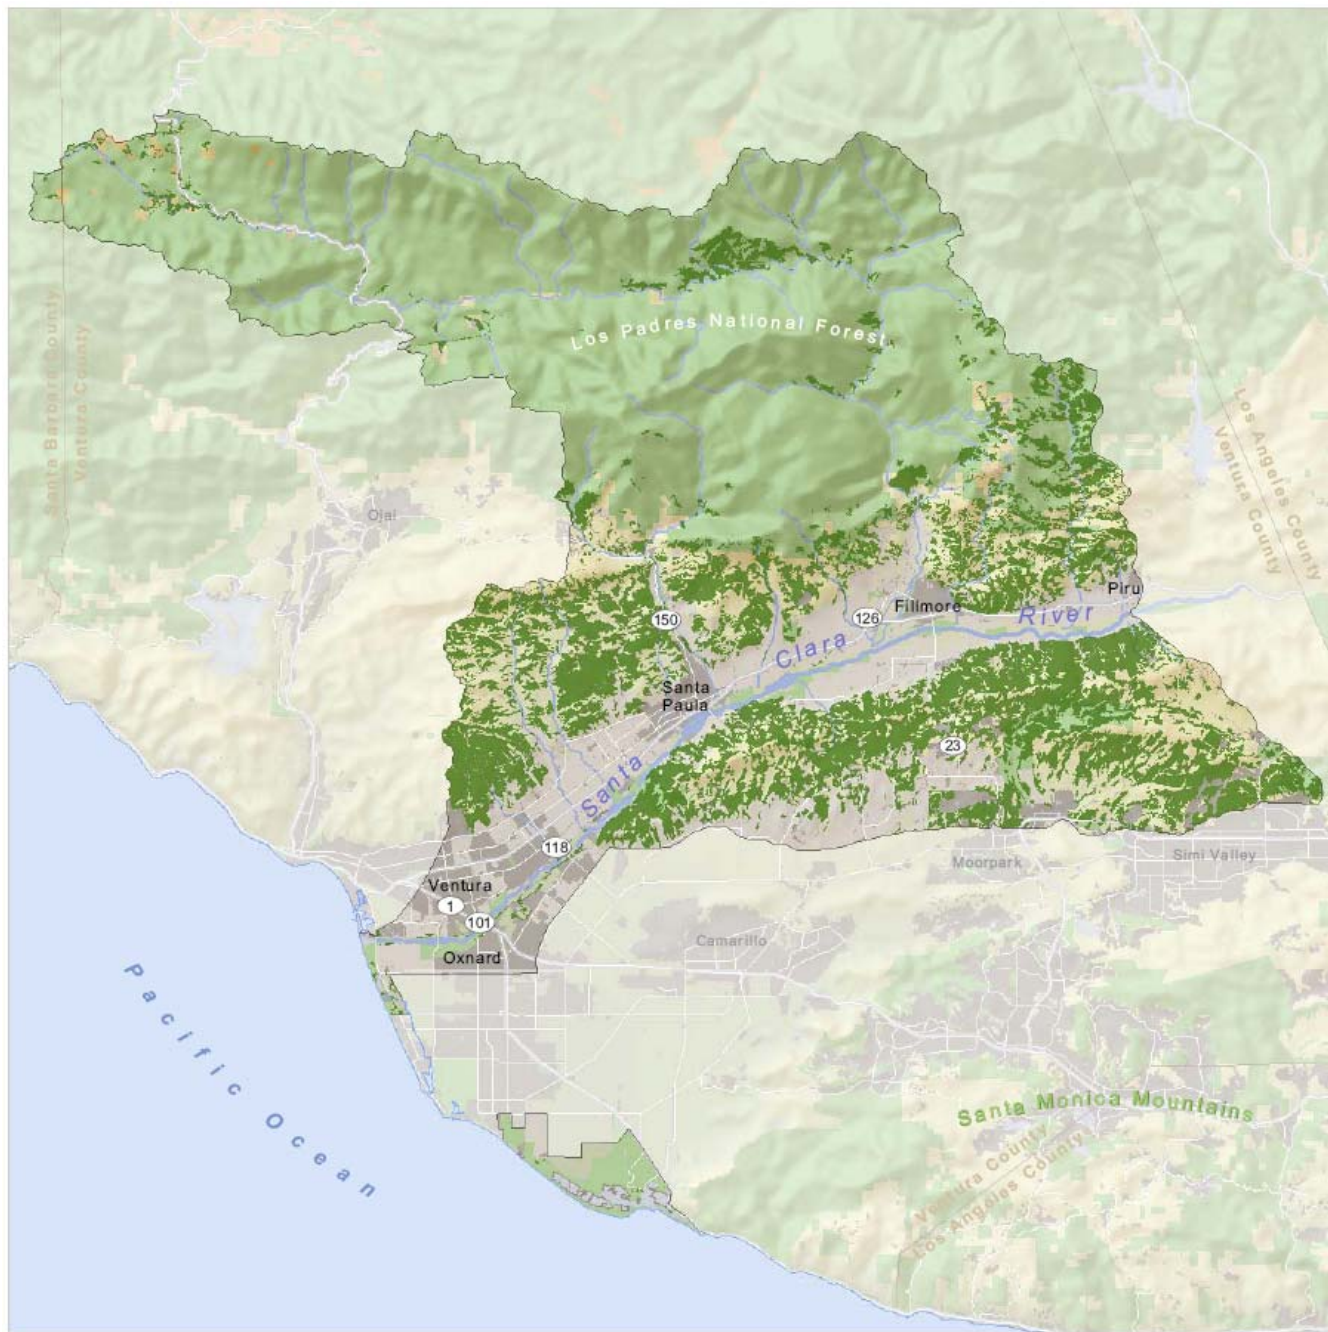 Los Padres National Forest
Santa Barbara County
Ventura County
Los Angeles County
Ventura County
Ojai
Piru
Fillmore
126
River
150
Clara
Santa
Paula
23
Santa
118
Moorpark
Simi Valley
Ventura
1
101
Camarillo
Oxnard
Pacific Ocean
Santa Monica Mountains
Ventura County
Los Angeles County